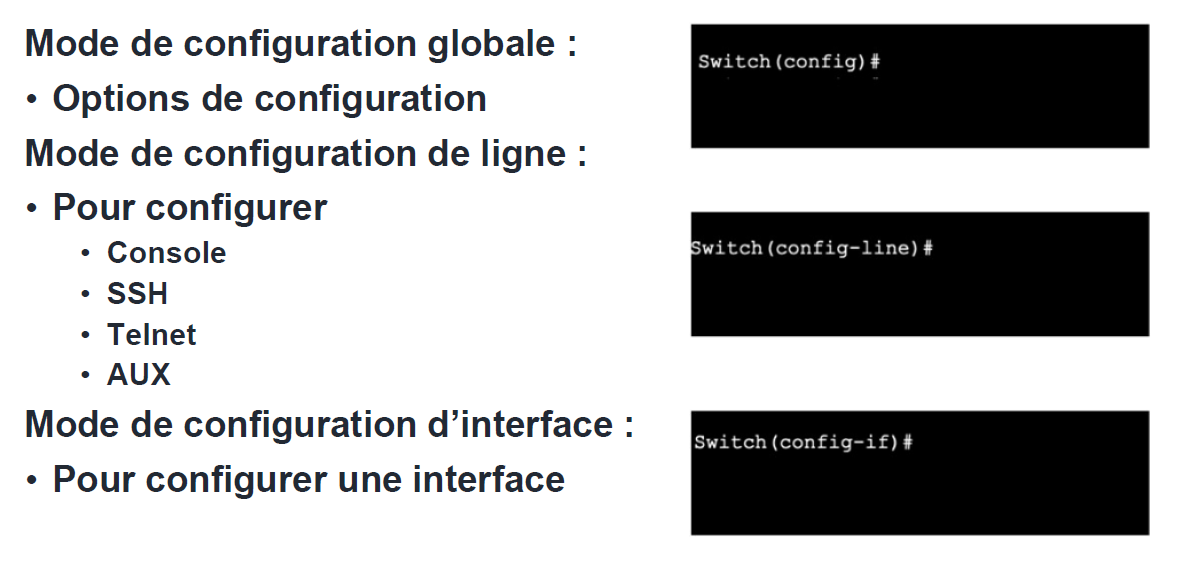 Mode de configuration globale :
• Options de configuration
Switch(config)#
Mode de configuration de ligne :
• Pour configurer
• Console
• SSH
• Telnet
• AUX
Switch(config-line)#
Mode de configuration d’interface :
• Pour configurer une interface
Switch(config-if)#